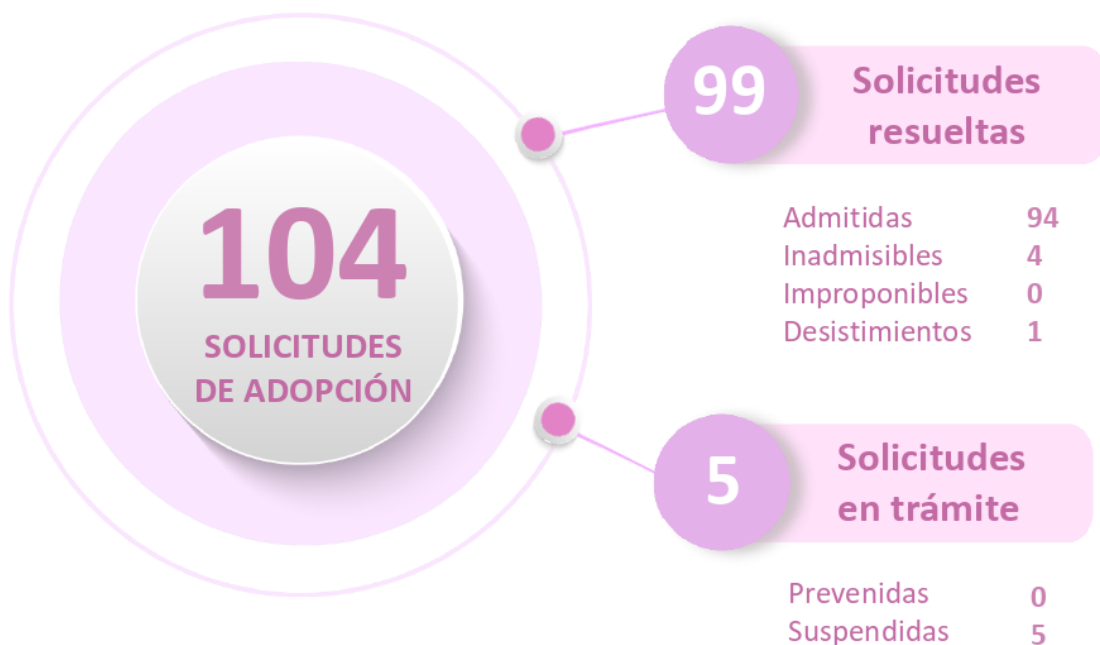 104
SOLICITUDES
DE ADOPCIÓN
99
Solicitudes
resueltas
Admitidas 94
Inadmisibles 4
Improponibles 0
Desistimientos 1
5
Solicitudes
en trámite
Prevenidas 0
Suspendidas 5